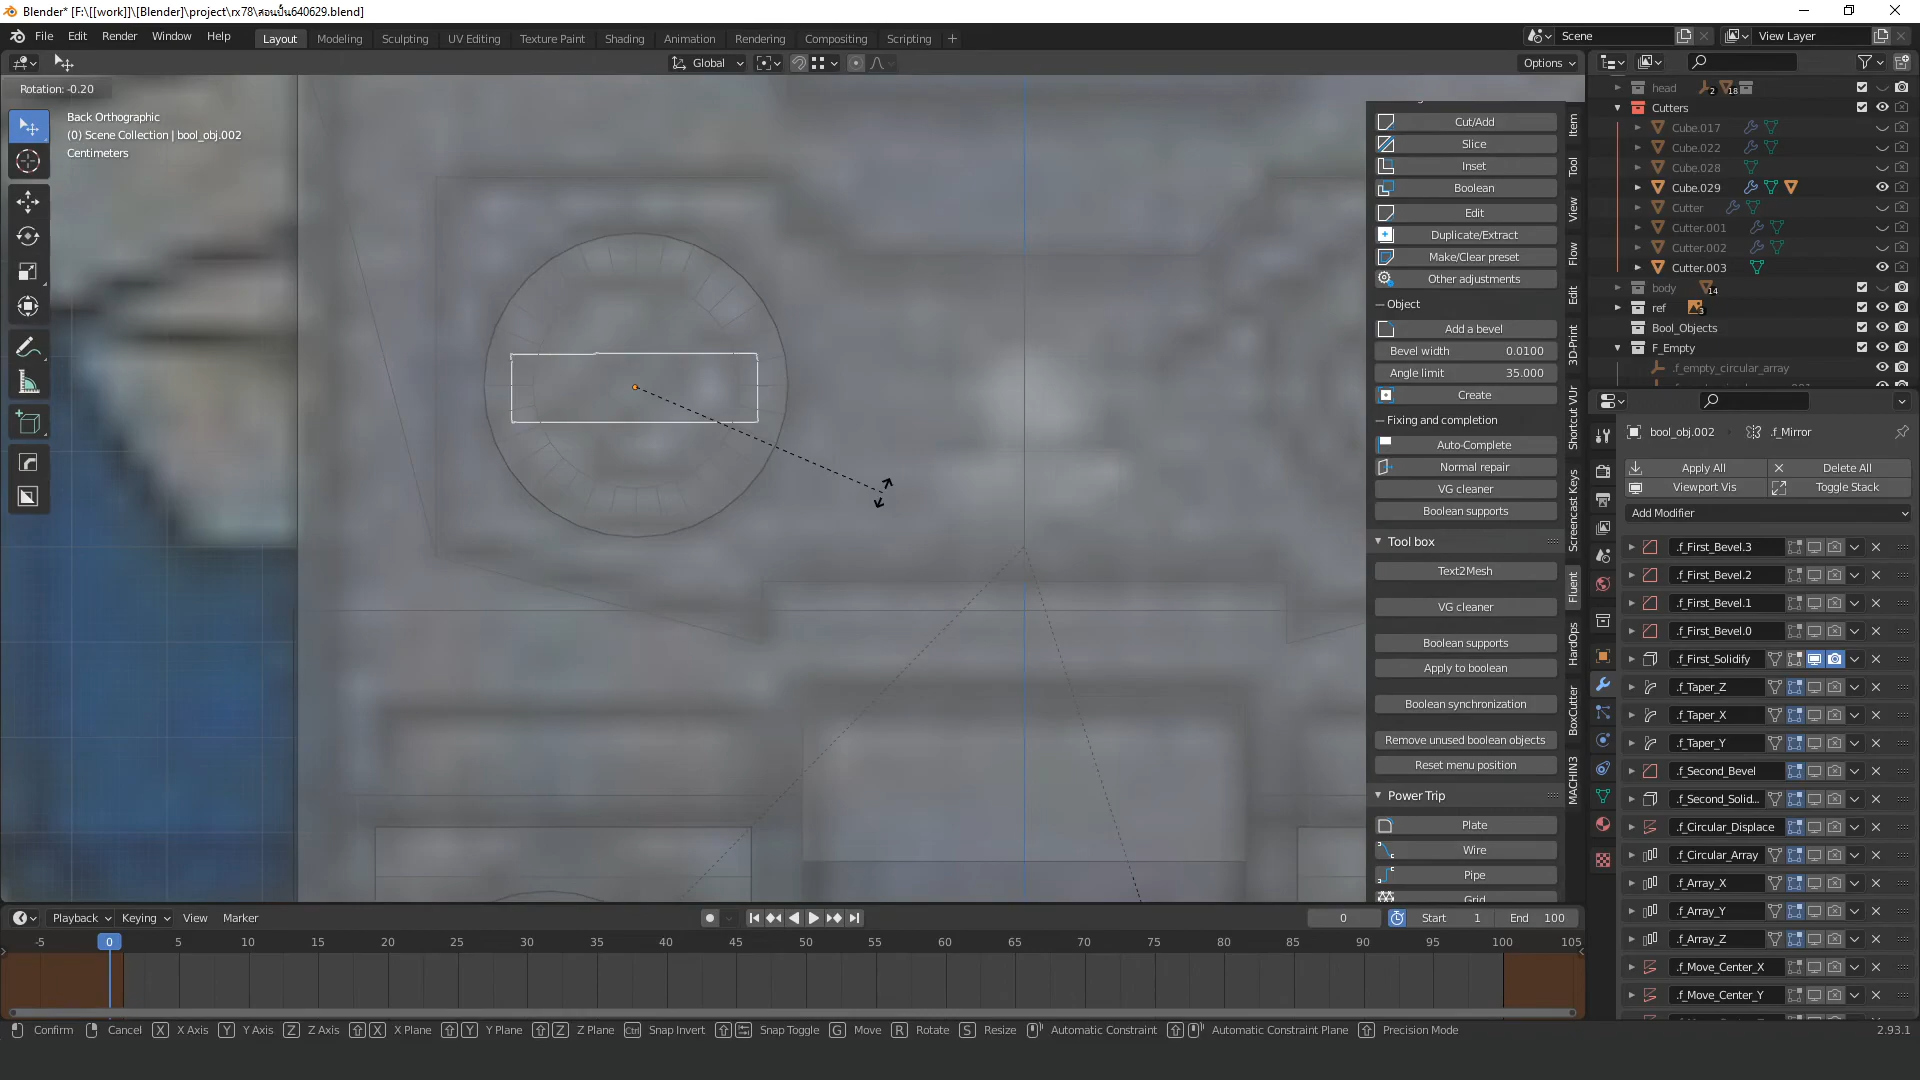 Blender* [F:\[[work]]\[Blender]\project\rx78\สอนปั้น640629.blend]
File Edit Render Window Help Layout Modeling Sculpting UV Editing Texture Paint Shading Animation Rendering Compositing Scripting + Scene View Layer
Global Options
Rotation: -0.20
Back Orthographic
(0) Scene Collection | bool_obj.002
Centimeters
Cut/Add
Slice
Inset
Boolean
Edit
Duplicate/Extract
Make/Clear preset
Other adjustments
Object
Add a bevel
Bevel width 0.0100
Angle limit 35.000
Create
Fixing and completion
Auto-Complete
Normal repair
VG cleaner
Boolean supports
Tool box
Text2Mesh
VG cleaner
Boolean supports
Apply to boolean
Boolean synchronization
Remove unused boolean objects
Reset menu position
Power Trip
Plate
Wire
Pipe
Grid
Item
Tool
View
Flow
Edit
3D-Print
Shortcut VUr
Screencast Keys
Fluent
HardOps
BoxCutter
MACHIN3
head 2 18
Cutters
Cube.017
Cube.022
Cube.028
Cube.029
Cutter
Cutter.001
Cutter.002
Cutter.003
body 14
ref 3
Bool_Objects
F_Empty
.f_empty_circular_array
bool_obj.002 .f_Mirror
Apply All Delete All
Viewport Vis Toggle Stack
Add Modifier
.f_First_Bevel.3
.f_First_Bevel.2
.f_First_Bevel.1
.f_First_Bevel.0
.f_First_Solidify
.f_Taper_Z
.f_Taper_X
.f_Taper_Y
.f_Second_Bevel
.f_Second_Solid...
.f_Circular_Displace
.f_Circular_Array
.f_Array_X
.f_Array_Y
.f_Array_Z
.f_Move_Center_X
.f_Move_Center_Y
Playback Keying View Marker 0 Start 1 End 100
-5 0 5 10 15 20 25 30 35 40 45 50 55 60 65 70 75 80 85 90 95 100 105
Confirm Cancel X X Axis Y Y Axis Z Z Axis X X Plane Y Y Plane Z Z Plane Ctrl Snap Invert Snap Toggle G Move R Rotate S Resize Automatic Constraint Automatic Constraint Plane Precision Mode 2.93.1